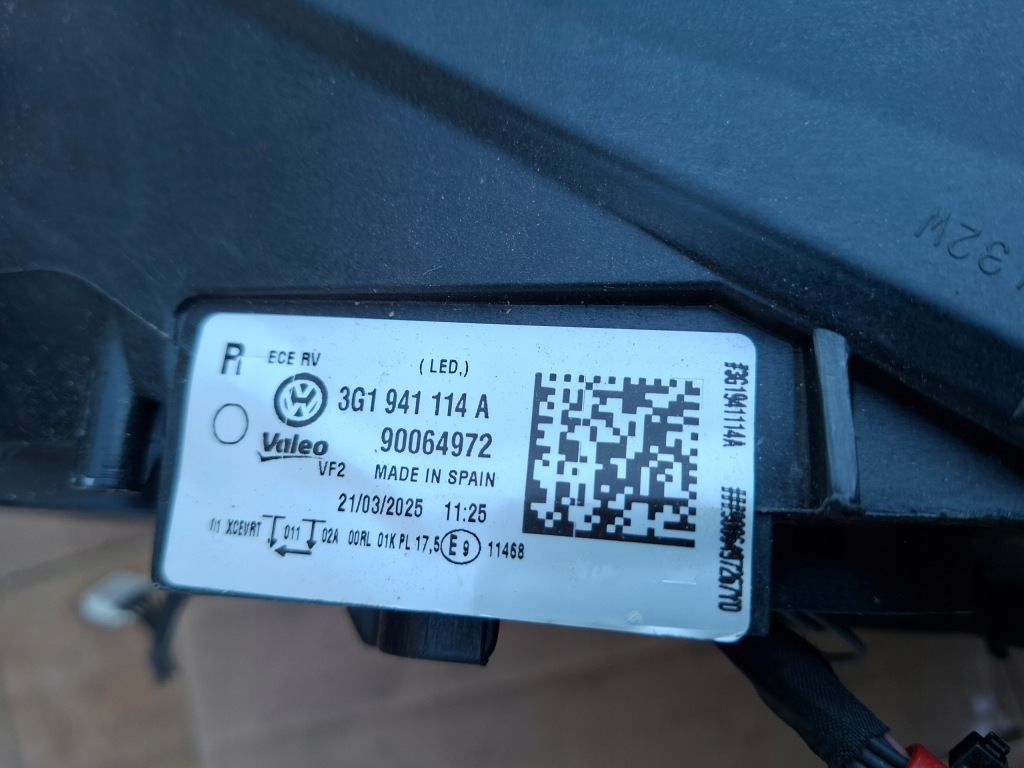 32W
ECE RV
(LED.)
3G1 941 114 A
Valeo
90064972
VF2
MADE IN SPAIN
21/03/2025 11:25
XCEVRT 011 02A 00RL 01K PL 17,5 E9 11468
#3G1941114A